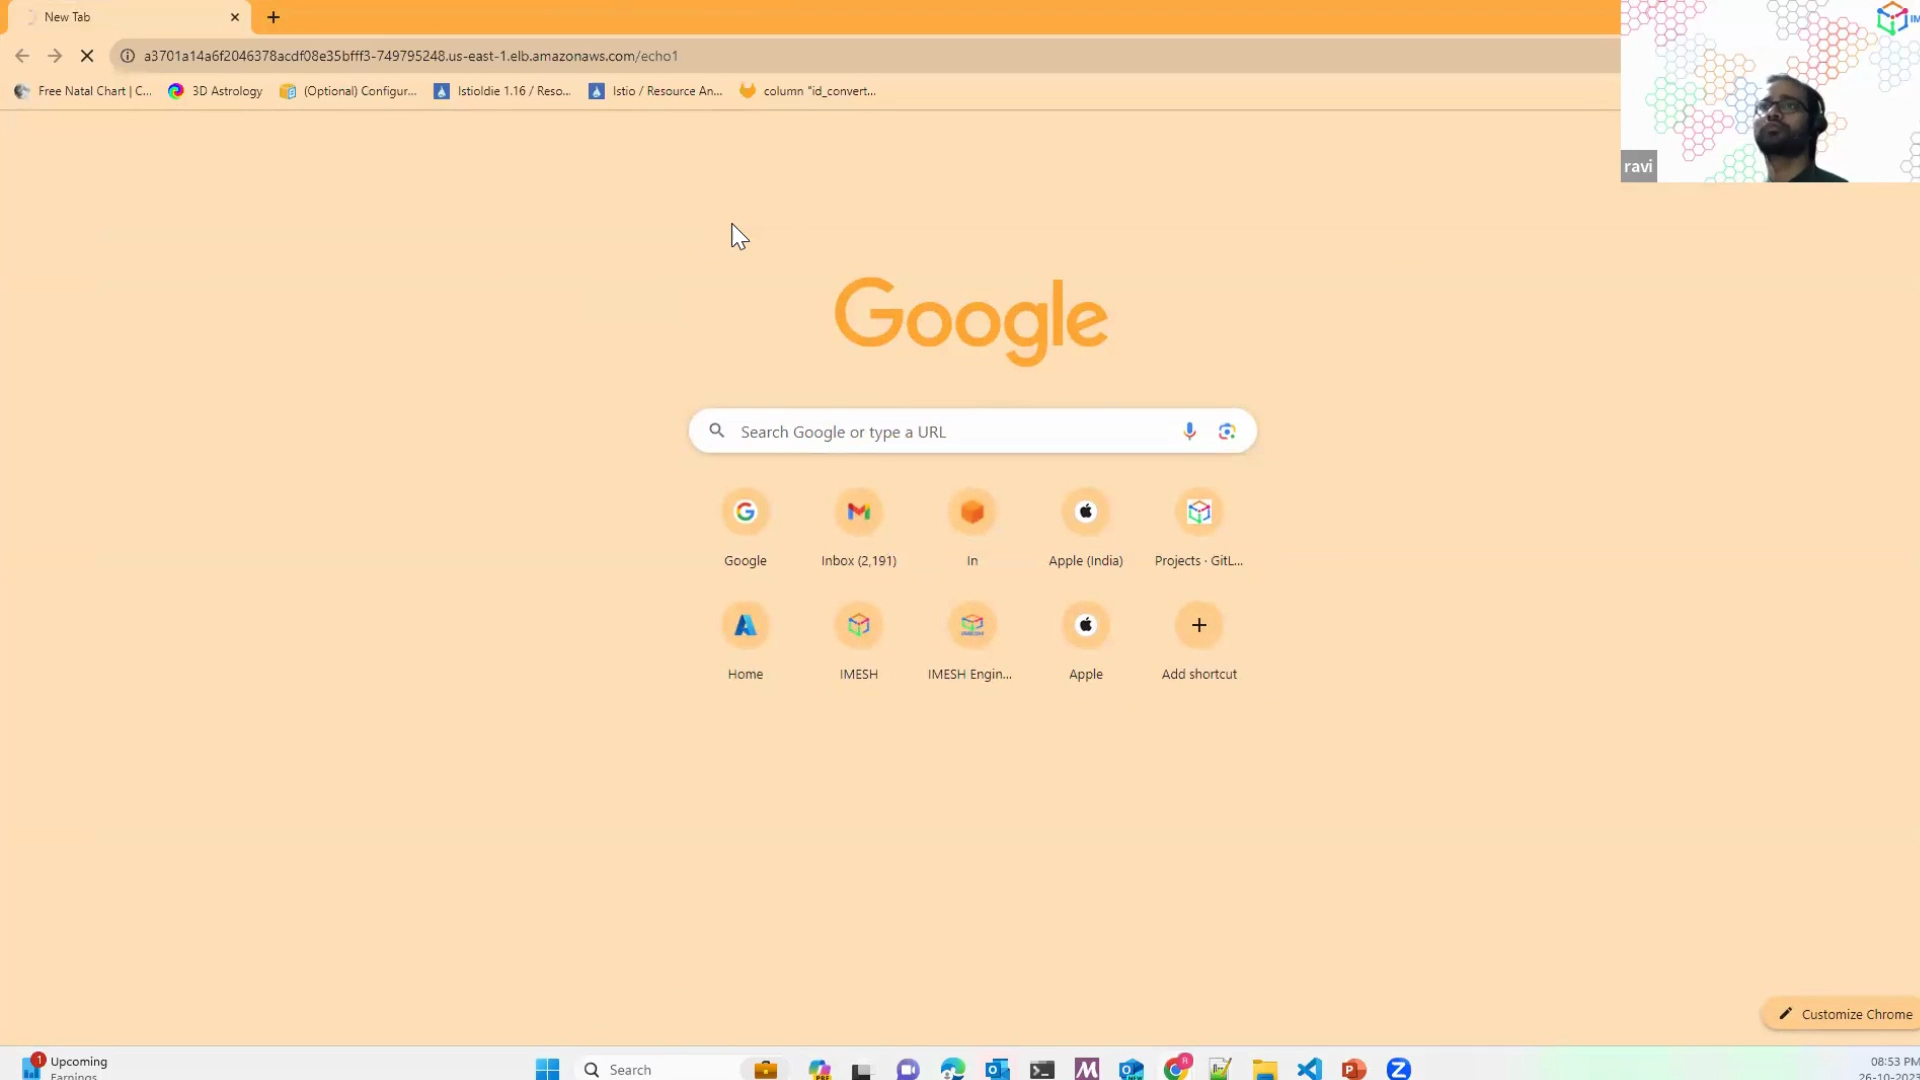 New Tab
a3701a14a6f2046378acdf08e35bfff3-749795248.us-east-1.elb.amazonaws.com/echo1
Free Natal Chart | C... 3D Astrology (Optional) Configur... Istioldie 1.16 / Reso... Istio / Resource An... column "id_convert...
IM
ravi
Google
Search Google or type a URL
Google Inbox (2,191) In Apple (India) Projects · GitL...
Home IMESH IMESH Engin... Apple Add shortcut
Customize Chrome
1 Upcoming
Earnings
Search
08:53 PM